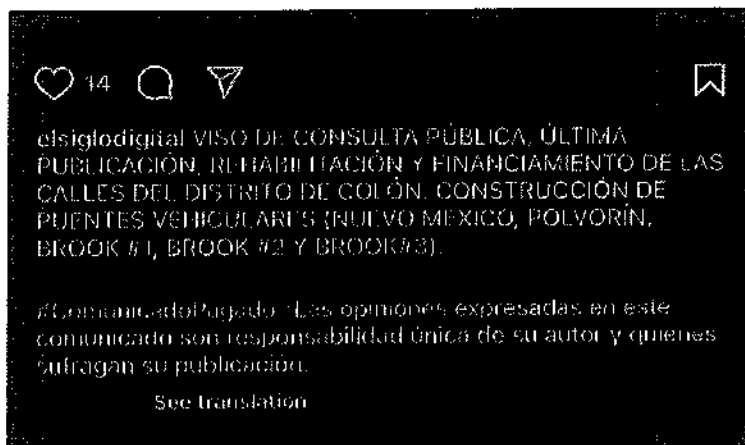 14
elsiglodigital VISO DE CONSULTA PÚBLICA, ÚLTIMA
PUBLICACIÓN, REHABILITACIÓN Y FINANCIAMIENTO DE LAS
CALLES DEL DISTRITO DE COLÓN. CONSTRUCCIÓN DE
PUENTES VEHICULARES (NUEVO MEXICO, POLVORÍN,
BROOK #1, BROOK #2 Y BROOK#3).
#ComunicadoPagado "Las opiniones expresadas en este
comunicado son responsabilidad única de su autor y quienes
sufragan su publicación.
See translation